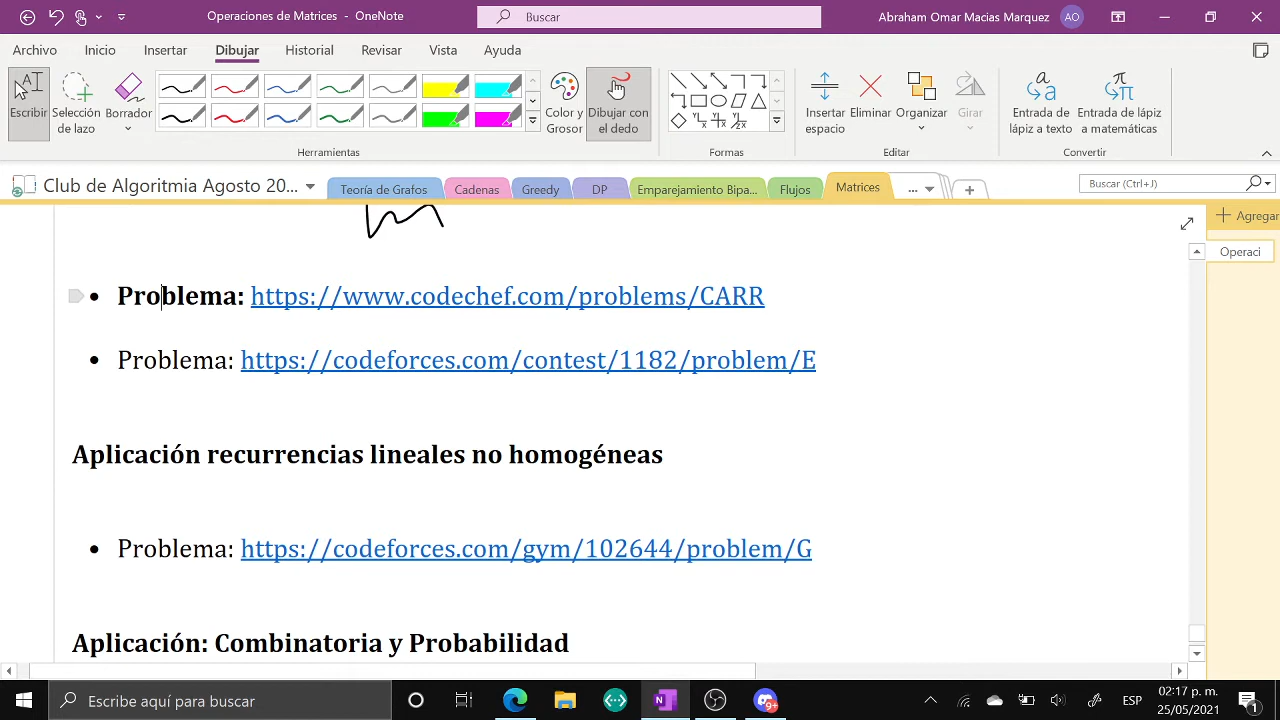 Operaciones de Matrices - OneNote
Buscar
Abraham Omar Macias Marquez
AO
Archivo Inicio Insertar Dibujar Historial Revisar Vista Ayuda
Escribir
Selección de lazo
Borrador
Color y Grosor
Dibujar con el dedo
Insertar espacio
Eliminar
Organizar
Girar
Entrada de lápiz a texto
Entrada de lápiz a matemáticas
Herramientas
Formas
Editar
Convertir
Club de Algoritmia Agosto 20...
Teoría de Grafos
Cadenas
Greedy
DP
Emparejamiento Bipa...
Flujos
Matrices
...
Buscar (Ctrl+J)
Agregar
Operaci
• Problema: https://www.codechef.com/problems/CARR
• Problema: https://codeforces.com/contest/1182/problem/E
Aplicación recurrencias lineales no homogéneas
• Problema: https://codeforces.com/gym/102644/problem/G
Aplicación: Combinatoria y Probabilidad
Escribe aquí para buscar
9+
ESP
02:17 p. m.
25/05/2021
1